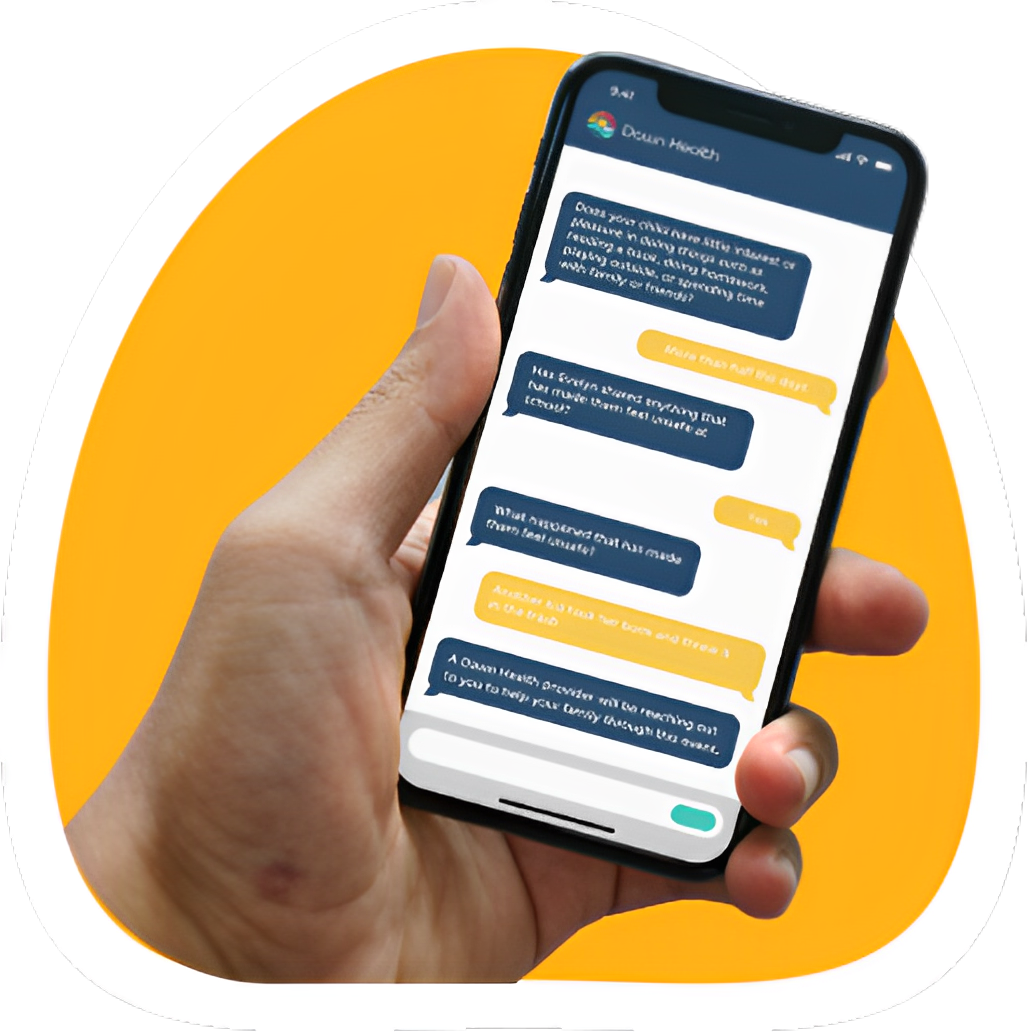 9:41
Dawn Health
Does your child have little interest or
pleasure in doing things such as
reading a book, doing homework,
playing outside, or spending time
with family or friends?
More than half the days
Has Evelyn shared anything that
has made them feel unsafe at
school?
Yes
What happened that has made
them feel unsafe?
Another kid took her book and threw it
in the trash
A Dawn Health provider will be reaching out
to you to help your family through this event.